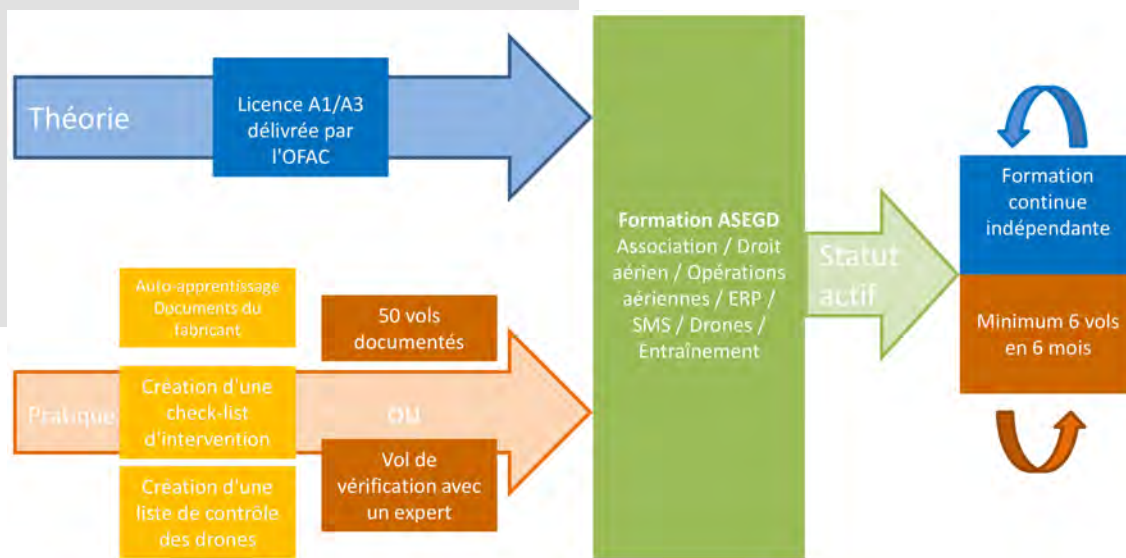 Théorie
Licence A1/A3
délivrée par
l'OFAC
Auto-apprentissage
Documents du
fabricant
50 vols
documentés
Pratique
Création d'une
check-list
d'intervention
OU
Création d'une
liste de contrôle
des drones
Vol de
vérification avec
un expert
Formation ASEGD
Association / Droit
aérien / Opérations
aériennes / ERP /
SMS / Drones /
Entraînement
Statut
actif
Formation
continue
indépendante
Minimum 6 vols
en 6 mois